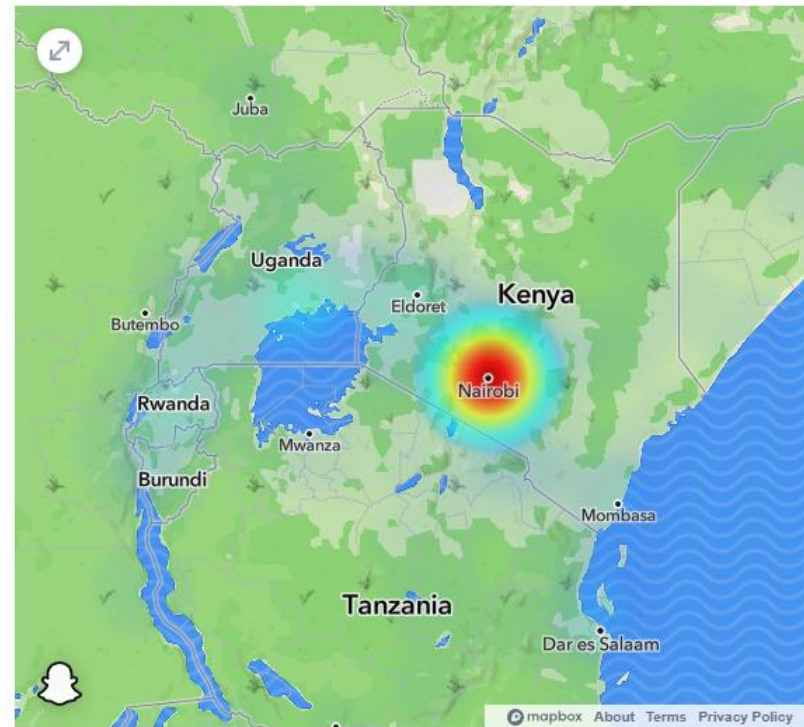 Juba
Uganda
Kenya
Eldoret
Butembo
Nairobi
Rwanda
Mwanza
Burundi
Mombasa
Tanzania
Dar es Salaam
mapbox About Terms Privacy Policy